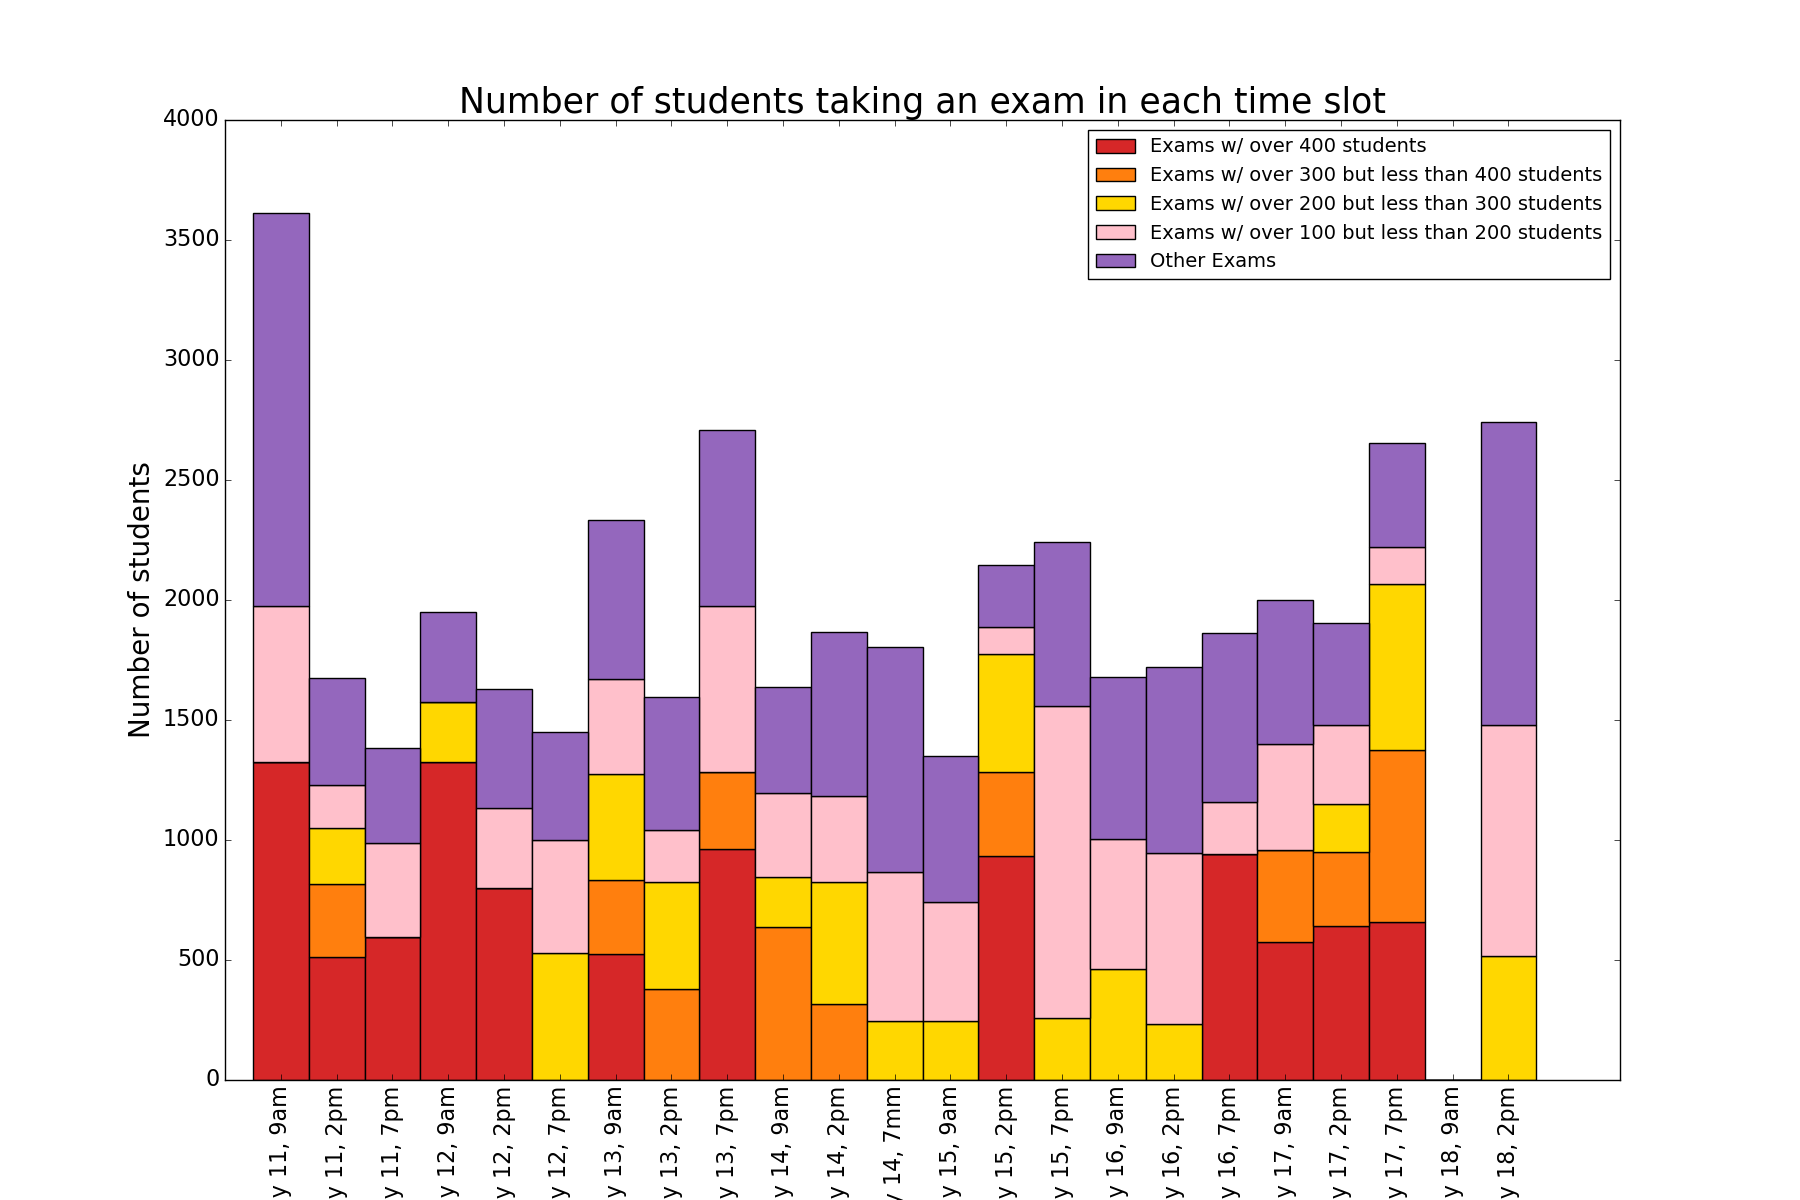 Number of students taking an exam in each time slot
Exams w/ over 400 students
Exams w/ over 300 but less than 400 students
Exams w/ over 200 but less than 300 students
Exams w/ over 100 but less than 200 students
Other Exams
Number of students
4000
3500
3000
2500
2000
1500
1000
500
0
y 11, 9am
y 11, 2pm
y 11, 7pm
y 12, 9am
y 12, 2pm
y 12, 7pm
y 13, 9am
y 13, 2pm
y 13, 7pm
y 14, 9am
y 14, 2pm
y 14, 7mm
y 15, 9am
y 15, 2pm
y 15, 7pm
y 16, 9am
y 16, 2pm
y 16, 7pm
y 17, 9am
y 17, 2pm
y 17, 7pm
y 18, 9am
y 18, 2pm